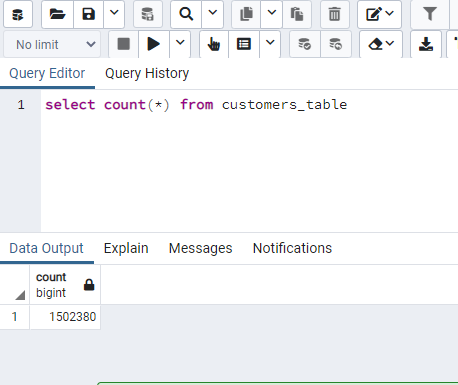 No limit
Query Editor Query History
1 select count(*) from customers_table
Data Output Explain Messages Notifications
count
bigint
1 1502380